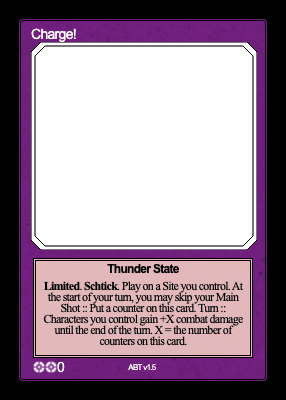 Charge!
Thunder State
Limited. Schtick. Play on a Site you control. At
the start of your turn, you may skip your Main
Shot :: Put a counter on this card. Turn ::
Characters you control gain +X combat damage
until the end of the turn. X = the number of
counters on this card.
0
ABT v1.5